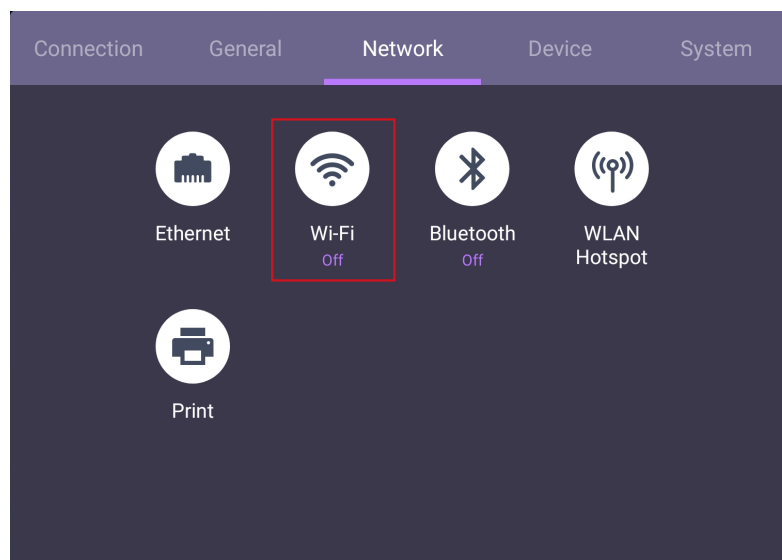 Connection General Network Device System
Ethernet Wi-Fi Bluetooth WLAN
Off Off Hotspot
Print